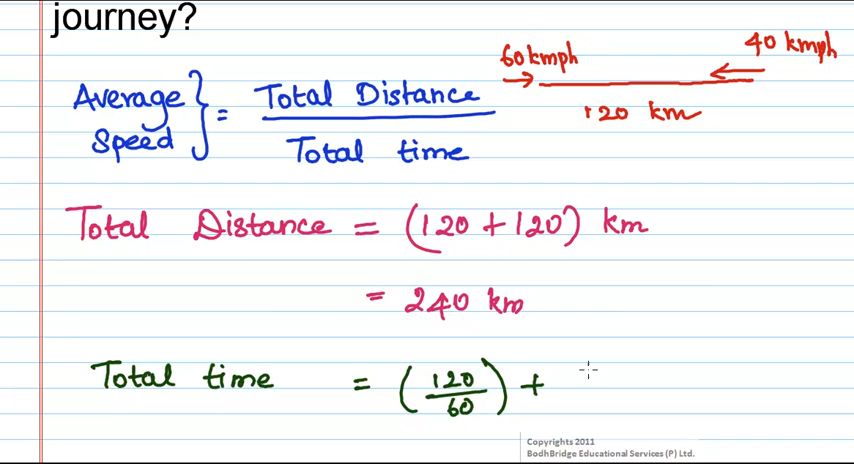 journey?
60 kmph
40 kmph
120 km
Average Speed } = Total Distance / Total time
Total Distance = (120 + 120) km
= 240 km
Total time = (120/60) +
Copyrights 2011
BodhBridge Educational Services (P) Ltd.